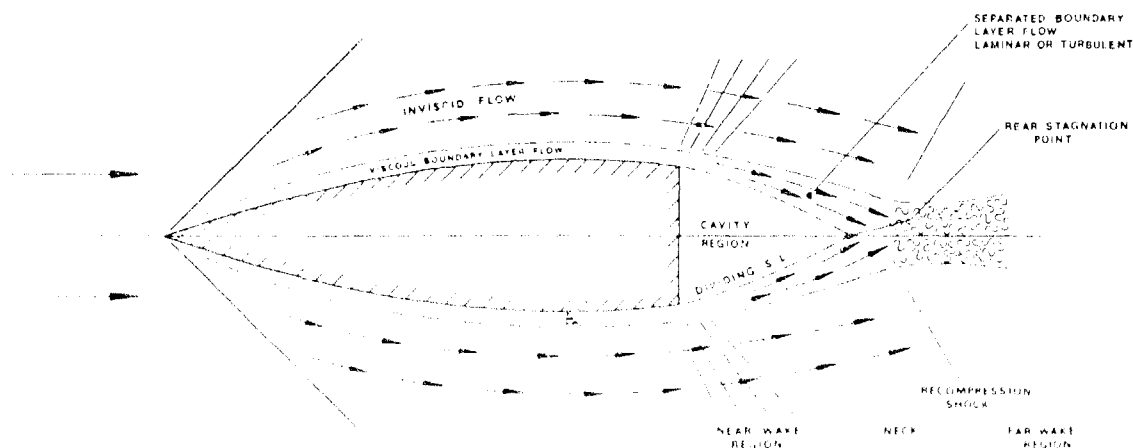 SEPARATED BOUNDARY
LAYER FLOW
LAMINAR OR TURBULENT
INVISCID FLOW
REAR STAGNATION
POINT
VISCOUS BOUNDARY LAYER FLOW
CAVITY
REGION
DIVIDING S.L.
RECOMPRESSION
SHOCK
NEAR WAKE
REGION
NECK
FAR WAKE
REGION